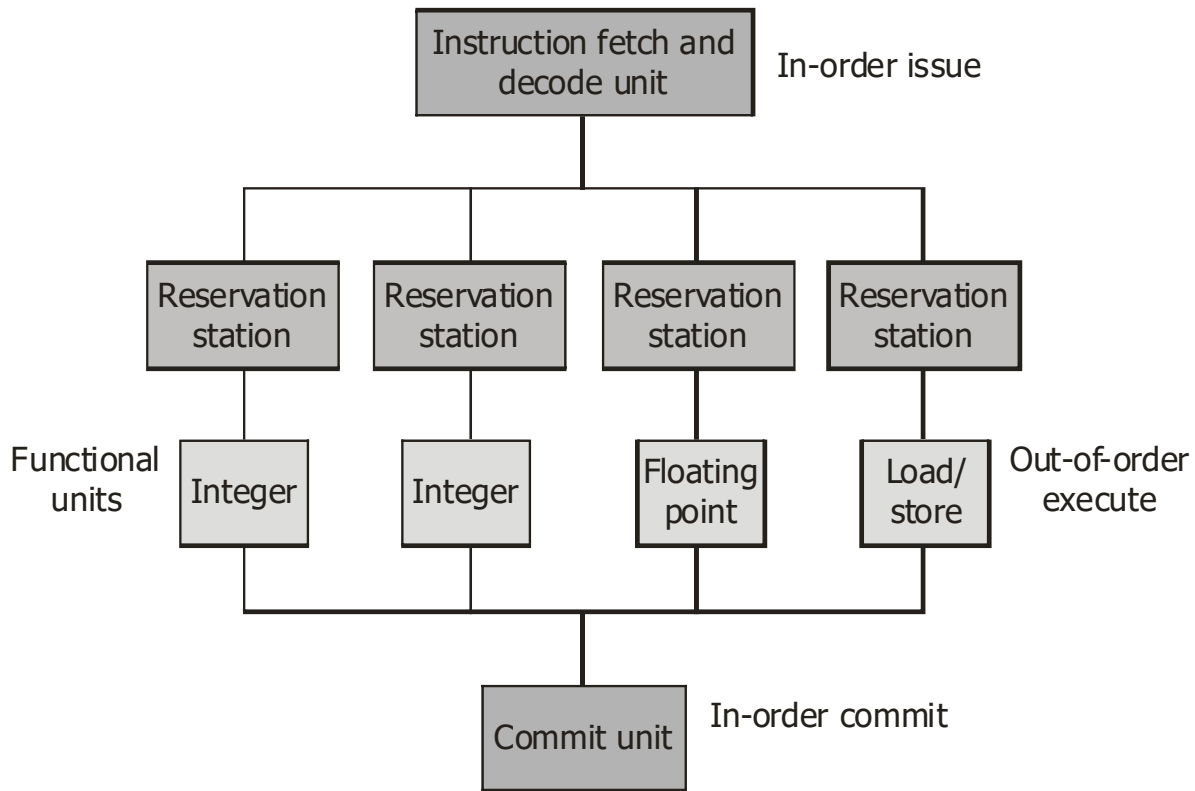 Instruction fetch and
decode unit
In-order issue
Reservation
station
Reservation
station
Reservation
station
Reservation
station
Functional
units
Integer
Integer
Floating
point
Load/
store
Out-of-order
execute
Commit unit
In-order commit